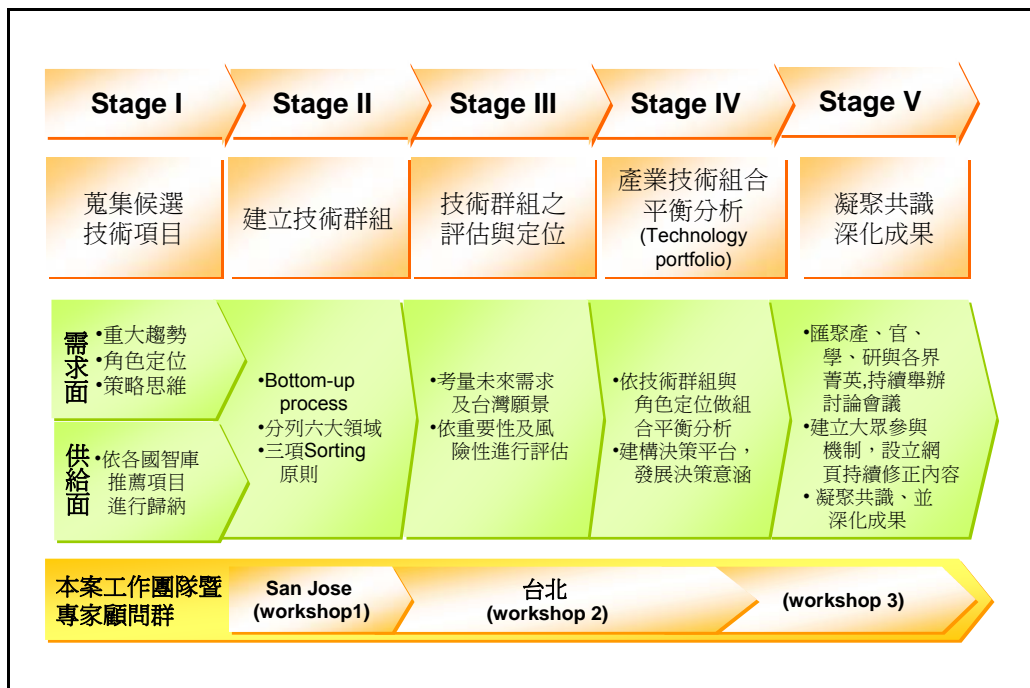 Stage I
Stage II
Stage III
Stage IV
Stage V
蒐集候選
技術項目
建立技術群組
技術群組之
評估與定位
產業技術組合
平衡分析
(Technology
portfolio)
凝聚共識
深化成果
需求面
•重大趨勢
•角色定位
•策略思維
供給面
•依各國智庫
推薦項目
進行歸納
•Bottom-up
process
•分列六大領域
•三項Sorting
原則
•考量未來需求
及台灣願景
•依重要性及風
險性進行評估
•依技術群組與
角色定位做組
合平衡分析
•建構決策平台，
發展決策意涵
•匯聚產、官、
學、研與各界
菁英,持續舉辦
討論會議
•建立大眾參與
機制，設立網
頁持續修正內容
• 凝聚共識、並
深化成果
本案工作團隊暨
專家顧問群
San Jose
(workshop1)
台北
(workshop 2)
(workshop 3)